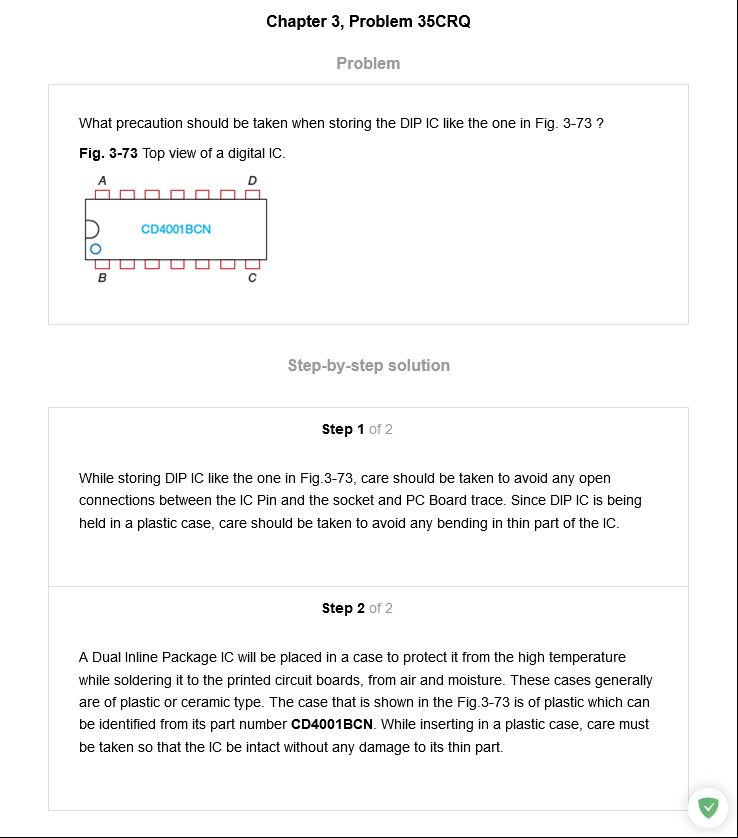 Chapter 3, Problem 35CRQ
Problem
What precaution should be taken when storing the DIP IC like the one in Fig. 3-73 ?
Fig. 3-73 Top view of a digital IC.
A D
CD4001BCN
B C
Step-by-step solution
Step 1 of 2
While storing DIP IC like the one in Fig.3-73, care should be taken to avoid any open
connections between the IC Pin and the socket and PC Board trace. Since DIP IC is being
held in a plastic case, care should be taken to avoid any bending in thin part of the IC.
Step 2 of 2
A Dual Inline Package IC will be placed in a case to protect it from the high temperature
while soldering it to the printed circuit boards, from air and moisture. These cases generally
are of plastic or ceramic type. The case that is shown in the Fig.3-73 is of plastic which can
be identified from its part number CD4001BCN. While inserting in a plastic case, care must
be taken so that the IC be intact without any damage to its thin part.